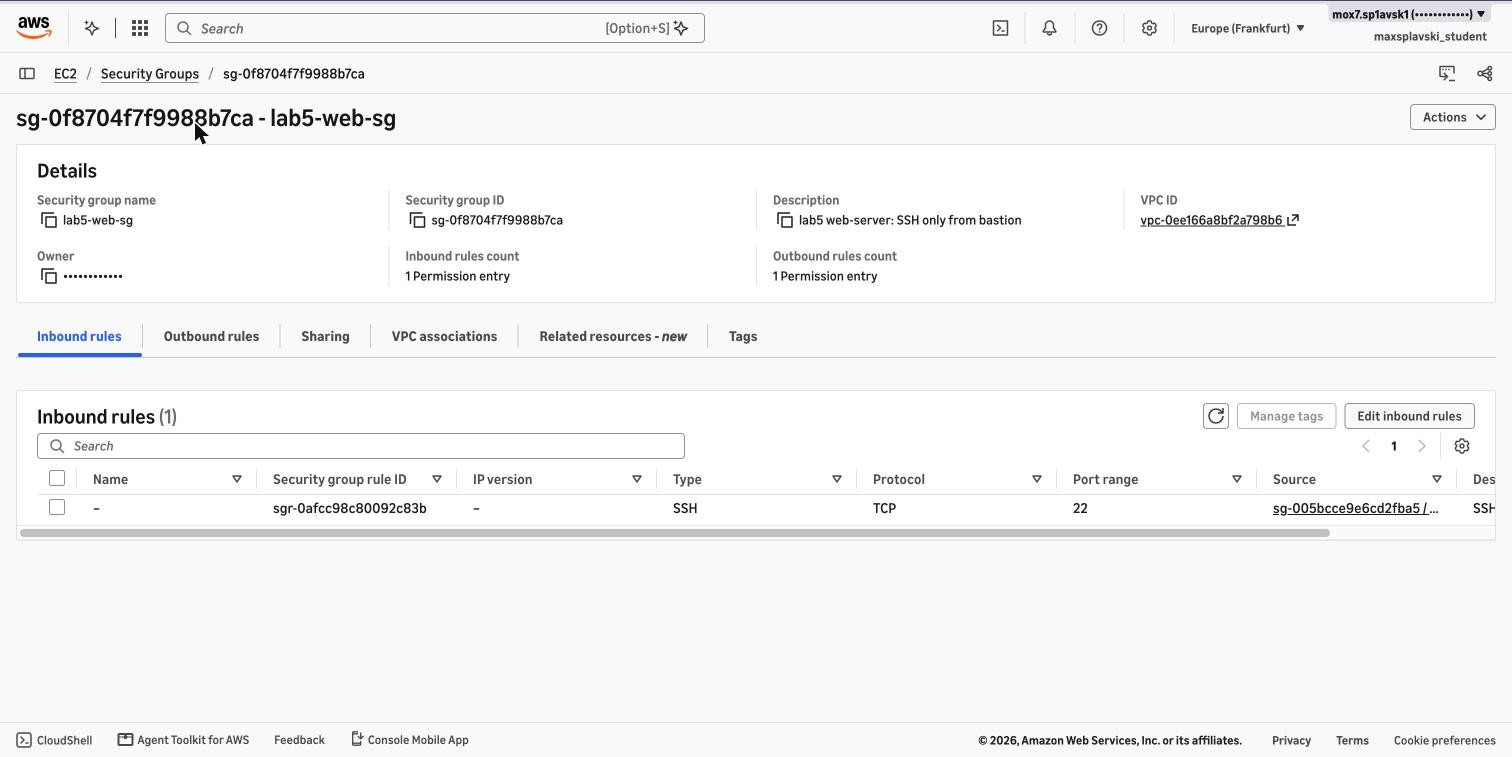 aws
Search [Option+S]
Europe (Frankfurt)
mox7.sp1avsk1 (••••••••••••)
maxsplavski_student
EC2 / Security Groups / sg-0f8704f7f9988b7ca
sg-0f8704f7f9988b7ca - lab5-web-sg
Actions
Details
Security group name
lab5-web-sg
Security group ID
sg-0f8704f7f9988b7ca
Description
lab5 web-server: SSH only from bastion
VPC ID
vpc-0ee166a8bf2a798b6
Owner
••••••••••••
Inbound rules count
1 Permission entry
Outbound rules count
1 Permission entry
Inbound rules Outbound rules Sharing VPC associations Related resources - new Tags
Inbound rules (1)
Manage tags Edit inbound rules
Search
1
Name Security group rule ID IP version Type Protocol Port range Source Des
– sgr-0afcc98c80092c83b – SSH TCP 22 sg-005bcce9e6cd2fba5 / ... SSH
CloudShell Agent Toolkit for AWS Feedback Console Mobile App
© 2026, Amazon Web Services, Inc. or its affiliates. Privacy Terms Cookie preferences